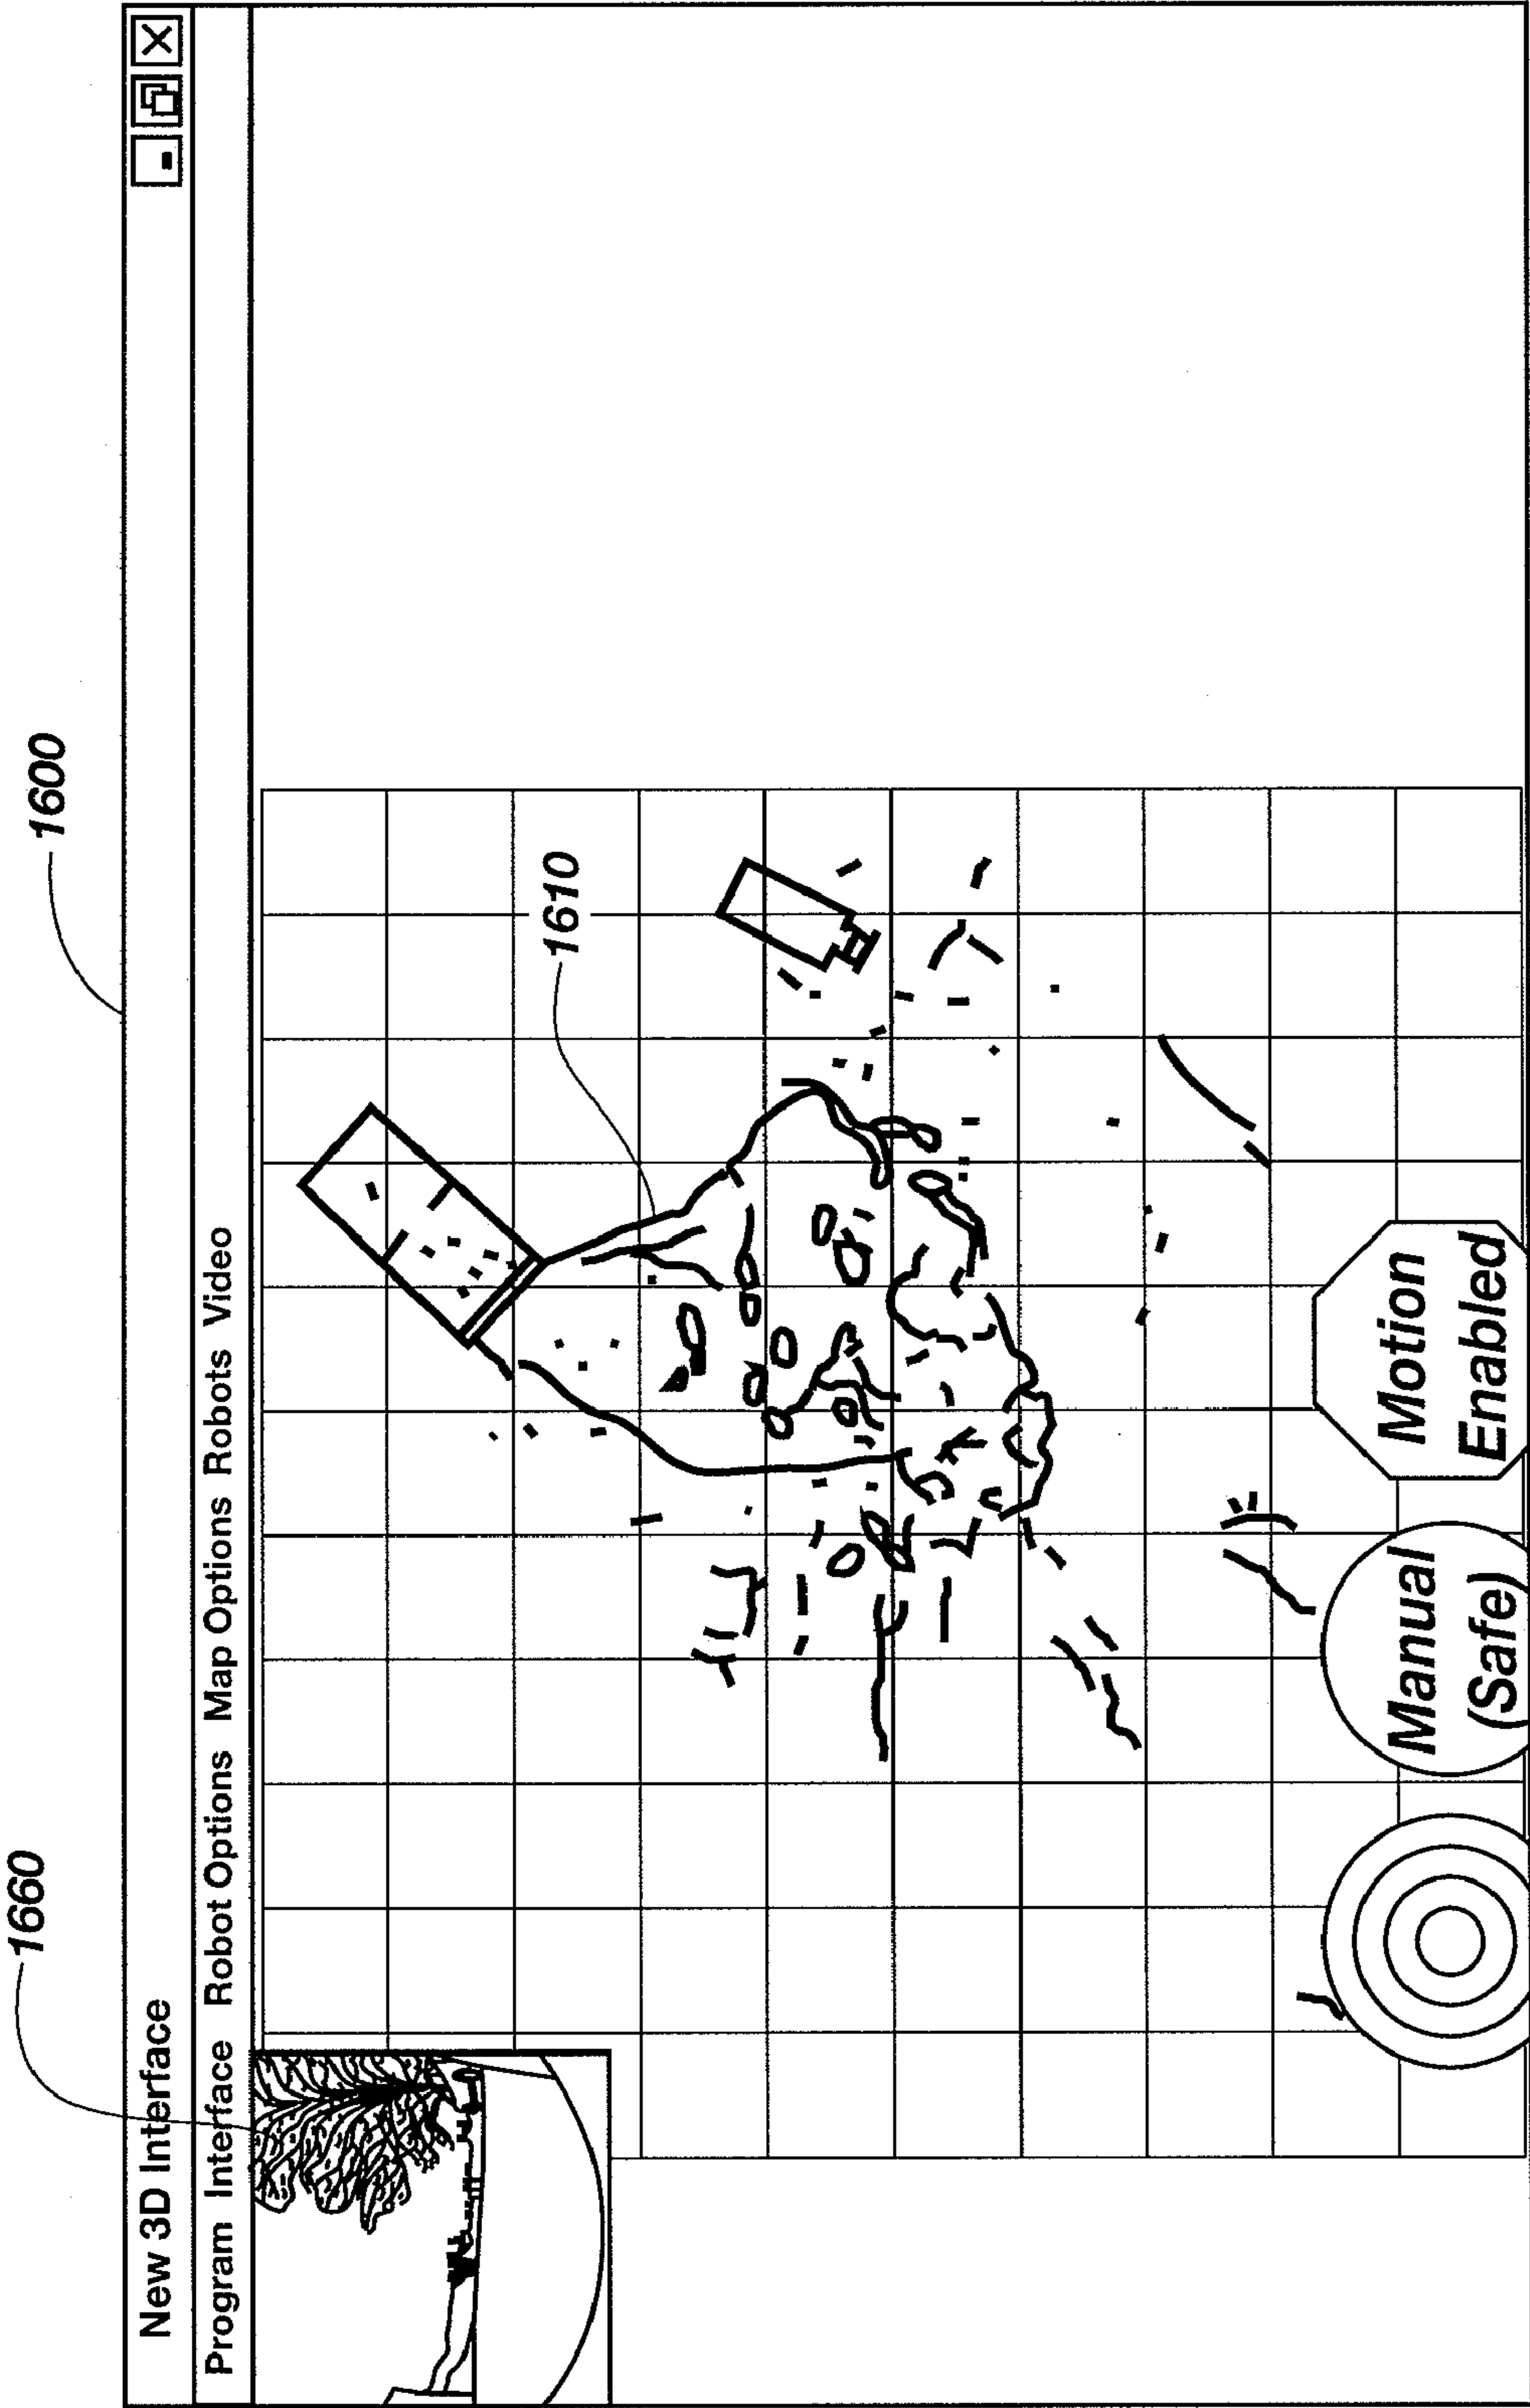 1660
1600
New 3D Interface
Program Interface Robot Options Map Options Robots Video
1610
Manual
(Safe)
Motion
Enabled